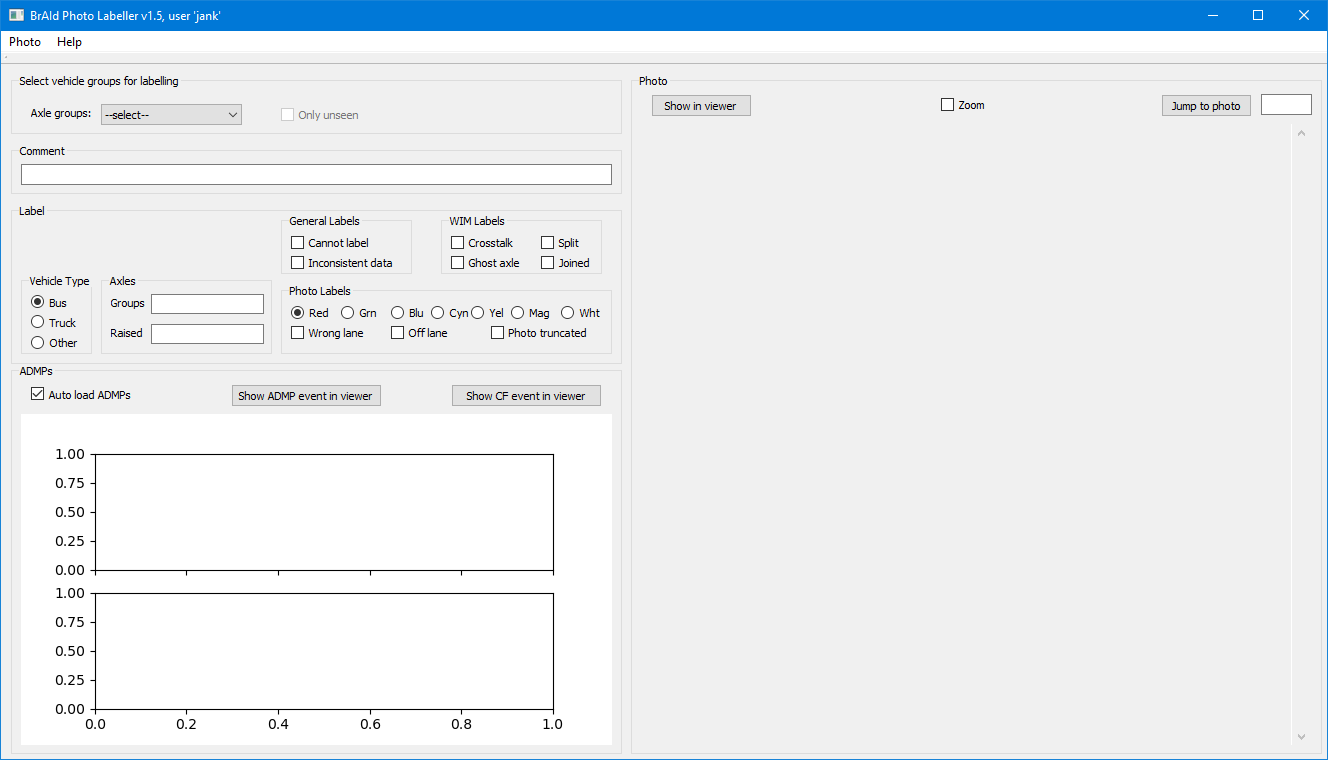 BrAId Photo Labeller v1.5, user 'jank'
Photo Help
Select vehicle groups for labelling
Axle groups: --select-- Only unseen
Comment
Label
General Labels
Cannot label
Inconsistent data
WIM Labels
Crosstalk Split
Ghost axle Joined
Vehicle Type
Bus
Truck
Other
Axles
Groups
Raised
Photo Labels
Red Grn Blu Cyn Yel Mag Wht
Wrong lane Off lane Photo truncated
ADMPs
Auto load ADMPs Show ADMP event in viewer Show CF event in viewer
1.00
0.75
0.50
0.25
0.00
1.00
0.75
0.50
0.25
0.00
0.0 0.2 0.4 0.6 0.8 1.0
Photo
Show in viewer Zoom Jump to photo